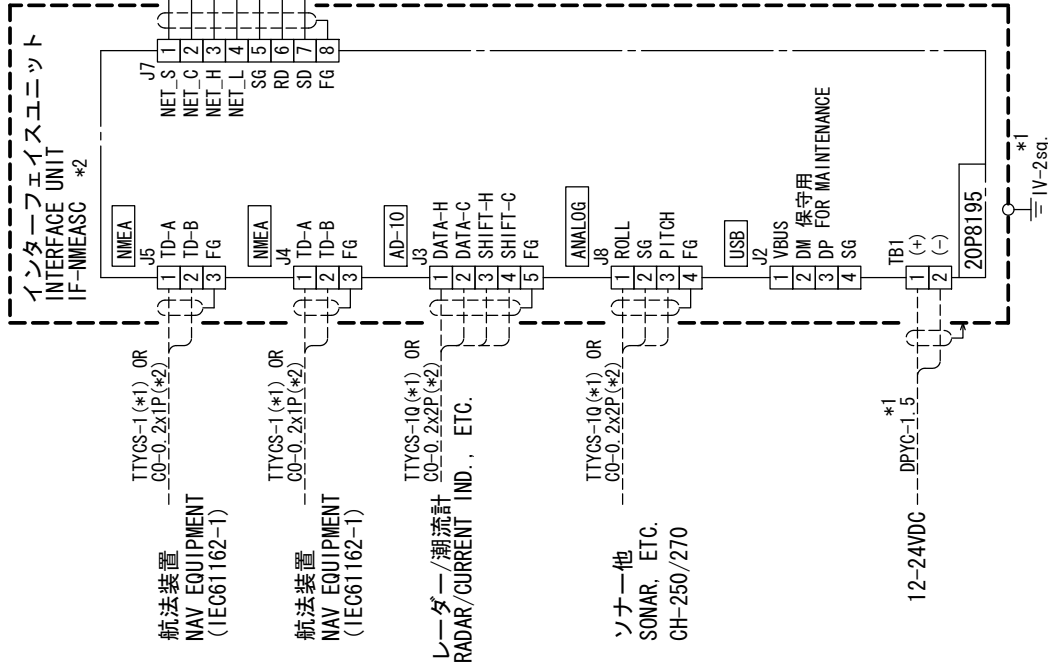 インターフェイスユニット
INTERFACE UNIT
IF-NMEASC *2
J7
NET_S 1
NET_C 2
NET_H 3
NET_L 4
SG 5
RD 6
SD 7
FG 8
航法装置
NAV EQUIPMENT
(IEC61162-1)
TTYCS-1(*1) OR
CO-0.2x1P(*2)
NMEA
J5
1 TD-A
2 TD-B
3 FG
航法装置
NAV EQUIPMENT
(IEC61162-1)
TTYCS-1(*1) OR
CO-0.2x1P(*2)
NMEA
J4
1 TD-A
2 TD-B
3 FG
レーダー/潮流計
RADAR/CURRENT IND., ETC.
TTYCS-1Q(*1) OR
CO-0.2x2P(*2)
AD-10
J3
1 DATA-H
2 DATA-C
3 SHIFT-H
4 SHIFT-C
5 FG
ソナー他
SONAR, ETC.
CH-250/270
TTYCS-1Q(*1) OR
CO-0.2x2P(*2)
ANALOG
J8
1 ROLL
2 SG
3 PITCH
4 FG
USB
J2
1 VBUS
2 DM
3 DP
4 SG
保守用
FOR MAINTENANCE
12-24VDC
*1
DPYC-1.5
TB1
1 (+)
2 (-)
20P8195
*1
IV-2sq.